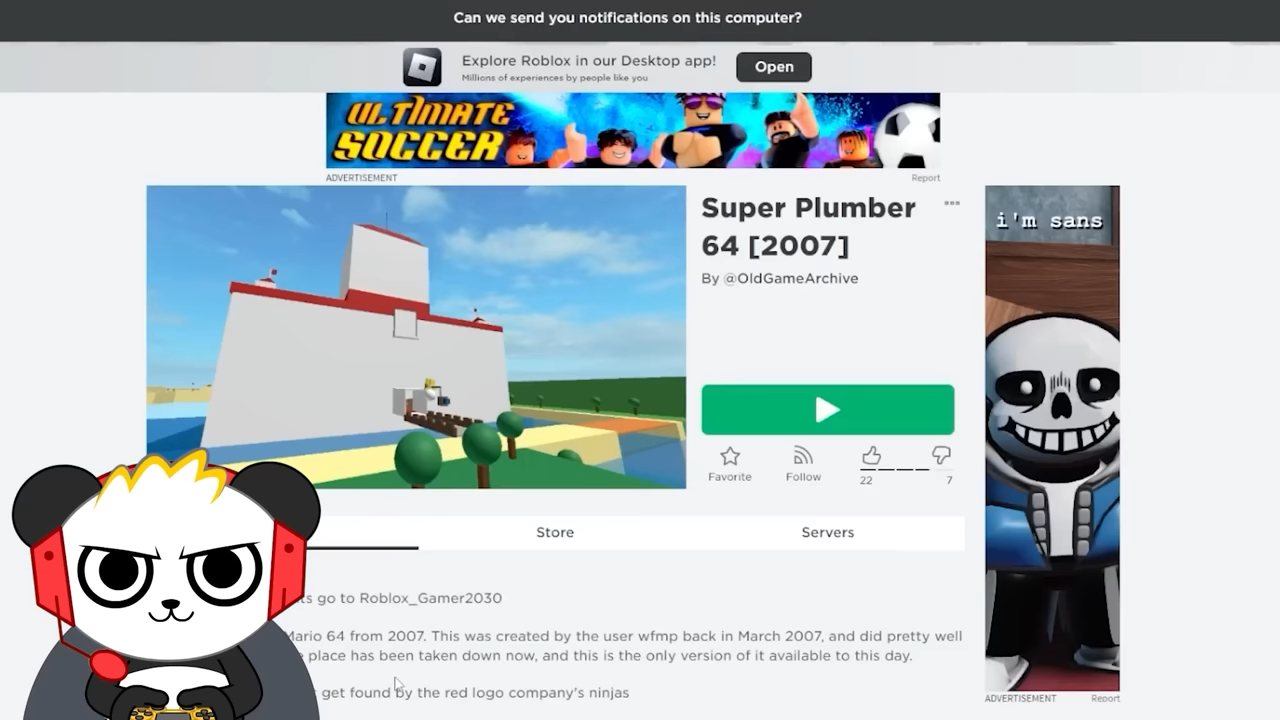 Can we send you notifications on this computer?
Explore Roblox in our Desktop app!
Millions of experiences by people like you
Open
ULTIMATE
SOCCER
ADVERTISEMENT
Report
Super Plumber
64 [2007]
By @OldGameArchive
i'm sans
Favorite
Follow
22
7
Store
Servers
go to Roblox_Gamer2030
Mario 64 from 2007. This was created by the user wfmp back in March 2007, and did pretty well
place has been taken down now, and this is the only version of it available to this day.
get found by the red logo company's ninjas
ADVERTISEMENT
Report